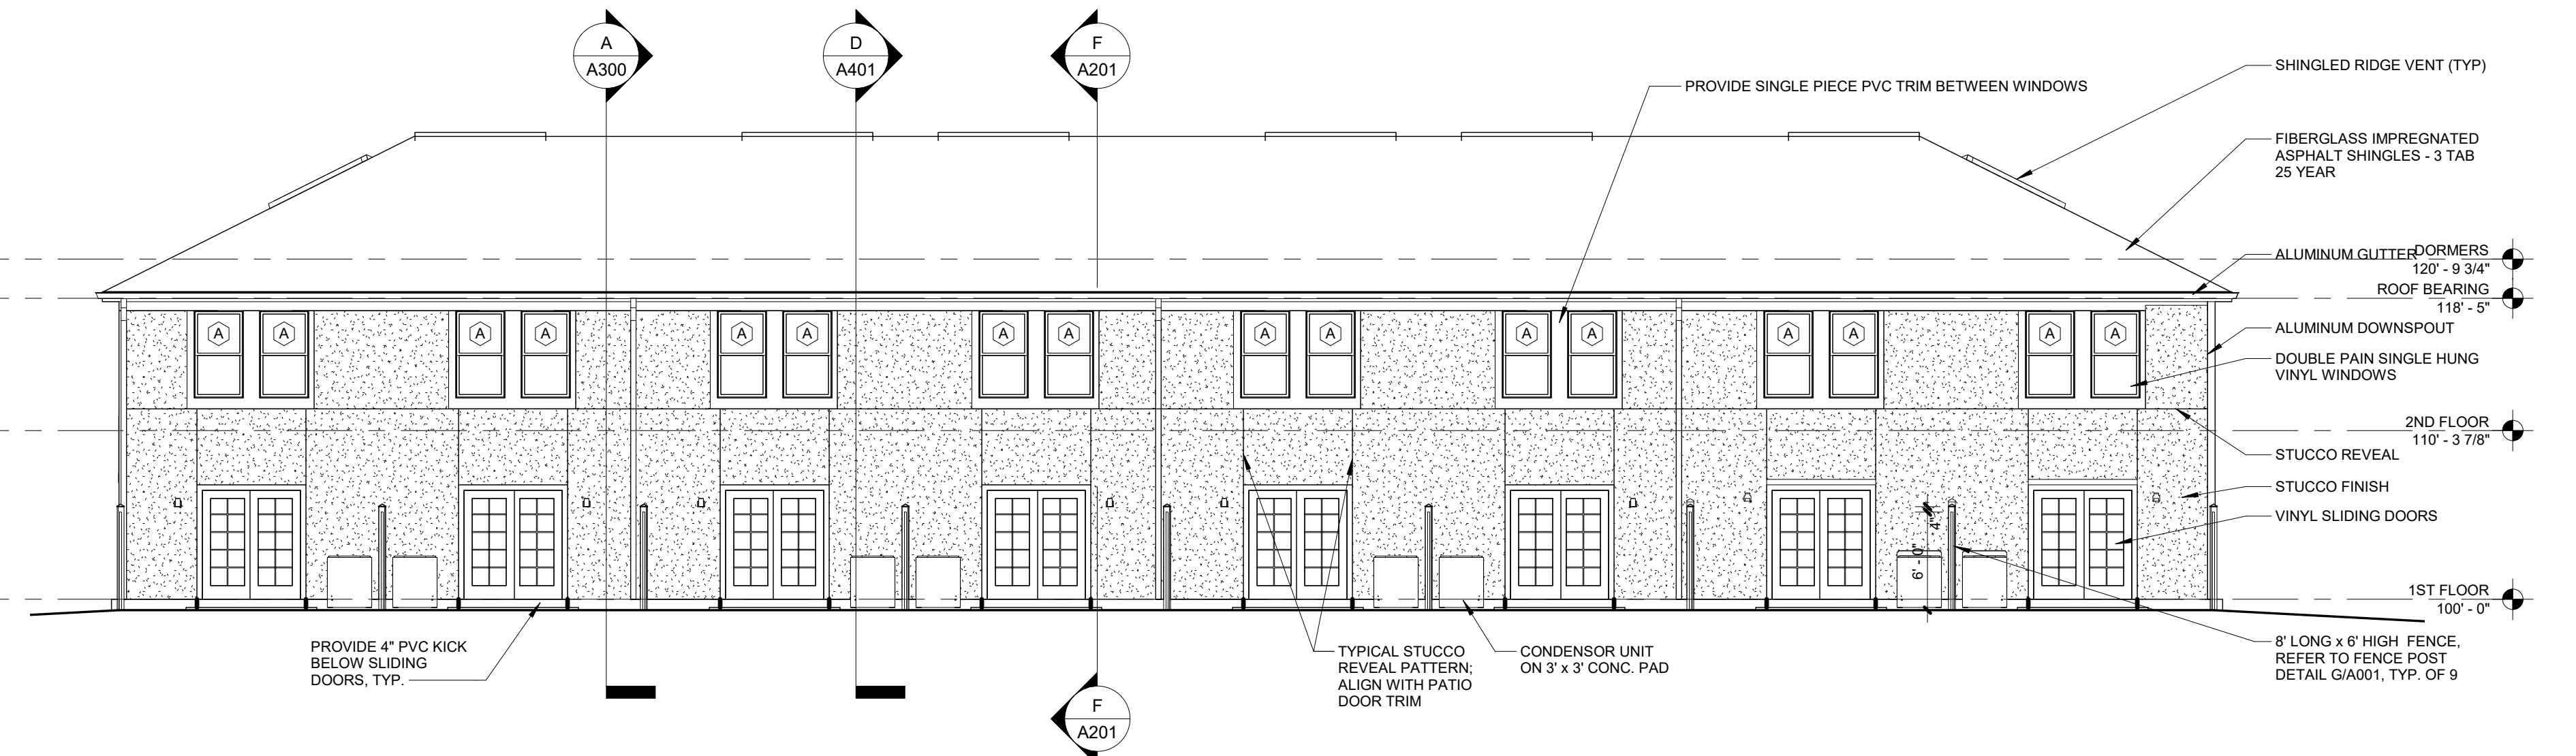 A
A300
D
A401
F
A201
PROVIDE SINGLE PIECE PVC TRIM BETWEEN WINDOWS
SHINGLED RIDGE VENT (TYP)
FIBERGLASS IMPREGNATED
ASPHALT SHINGLES - 3 TAB
25 YEAR
ALUMINUM GUTTER
DORMERS
120' - 9 3/4"
ROOF BEARING
118' - 5"
ALUMINUM DOWNSPOUT
DOUBLE PAIN SINGLE HUNG
VINYL WINDOWS
A A A A A A A A A A A A A A A A
2ND FLOOR
110' - 3 7/8"
STUCCO REVEAL
STUCCO FINISH
VINYL SLIDING DOORS
4"
6' - 0"
1ST FLOOR
100' - 0"
PROVIDE 4" PVC KICK
BELOW SLIDING
DOORS, TYP.
TYPICAL STUCCO
REVEAL PATTERN;
ALIGN WITH PATIO
DOOR TRIM
CONDENSOR UNIT
ON 3' x 3' CONC. PAD
8' LONG x 6' HIGH FENCE,
REFER TO FENCE POST
DETAIL G/A001, TYP. OF 9
F
A201